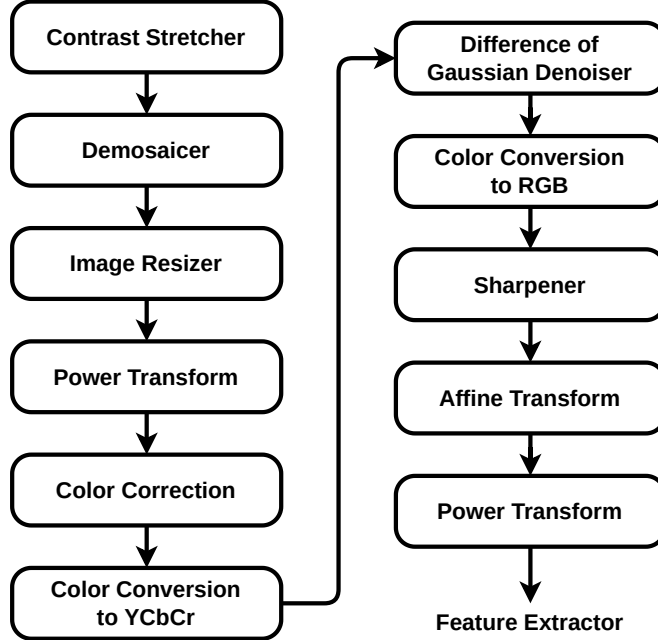 Contrast Stretcher
Demosaicer
Image Resizer
Power Transform
Color Correction
Color Conversion
to YCbCr
Difference of
Gaussian Denoiser
Color Conversion
to RGB
Sharpener
Affine Transform
Power Transform
Feature Extractor